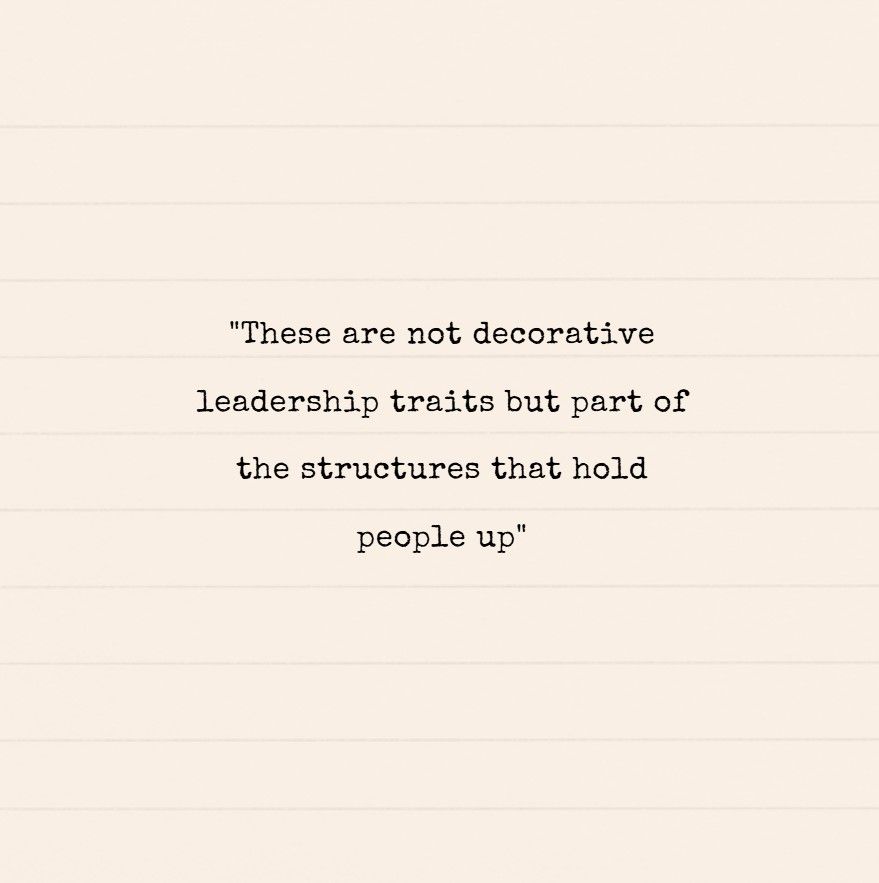 "These are not decorative
leadership traits but part of
the structures that hold
people up"